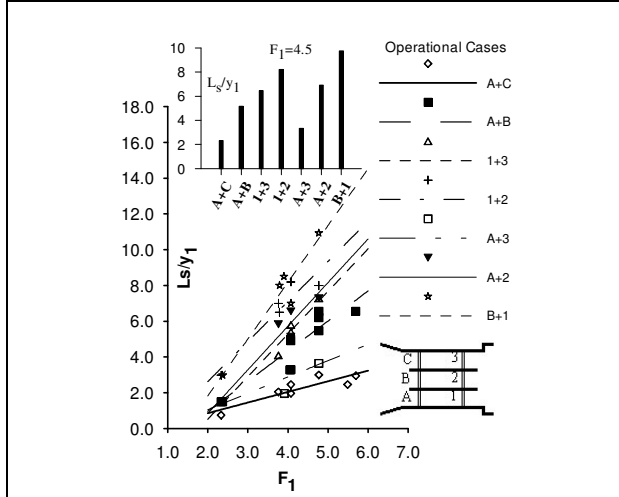 Operational Cases
A+C
A+B
1+3
1+2
A+3
A+2
B+1
F1=4.5
Ls/y1
10
8
6
4
2
0
A+C A+B 1+3 1+2 A+3 A+2 B+1
Ls/y1
18.0
16.0
14.0
12.0
10.0
8.0
6.0
4.0
2.0
0.0
1.0 2.0 3.0 4.0 5.0 6.0 7.0
F1
C 3
B 2
A 1